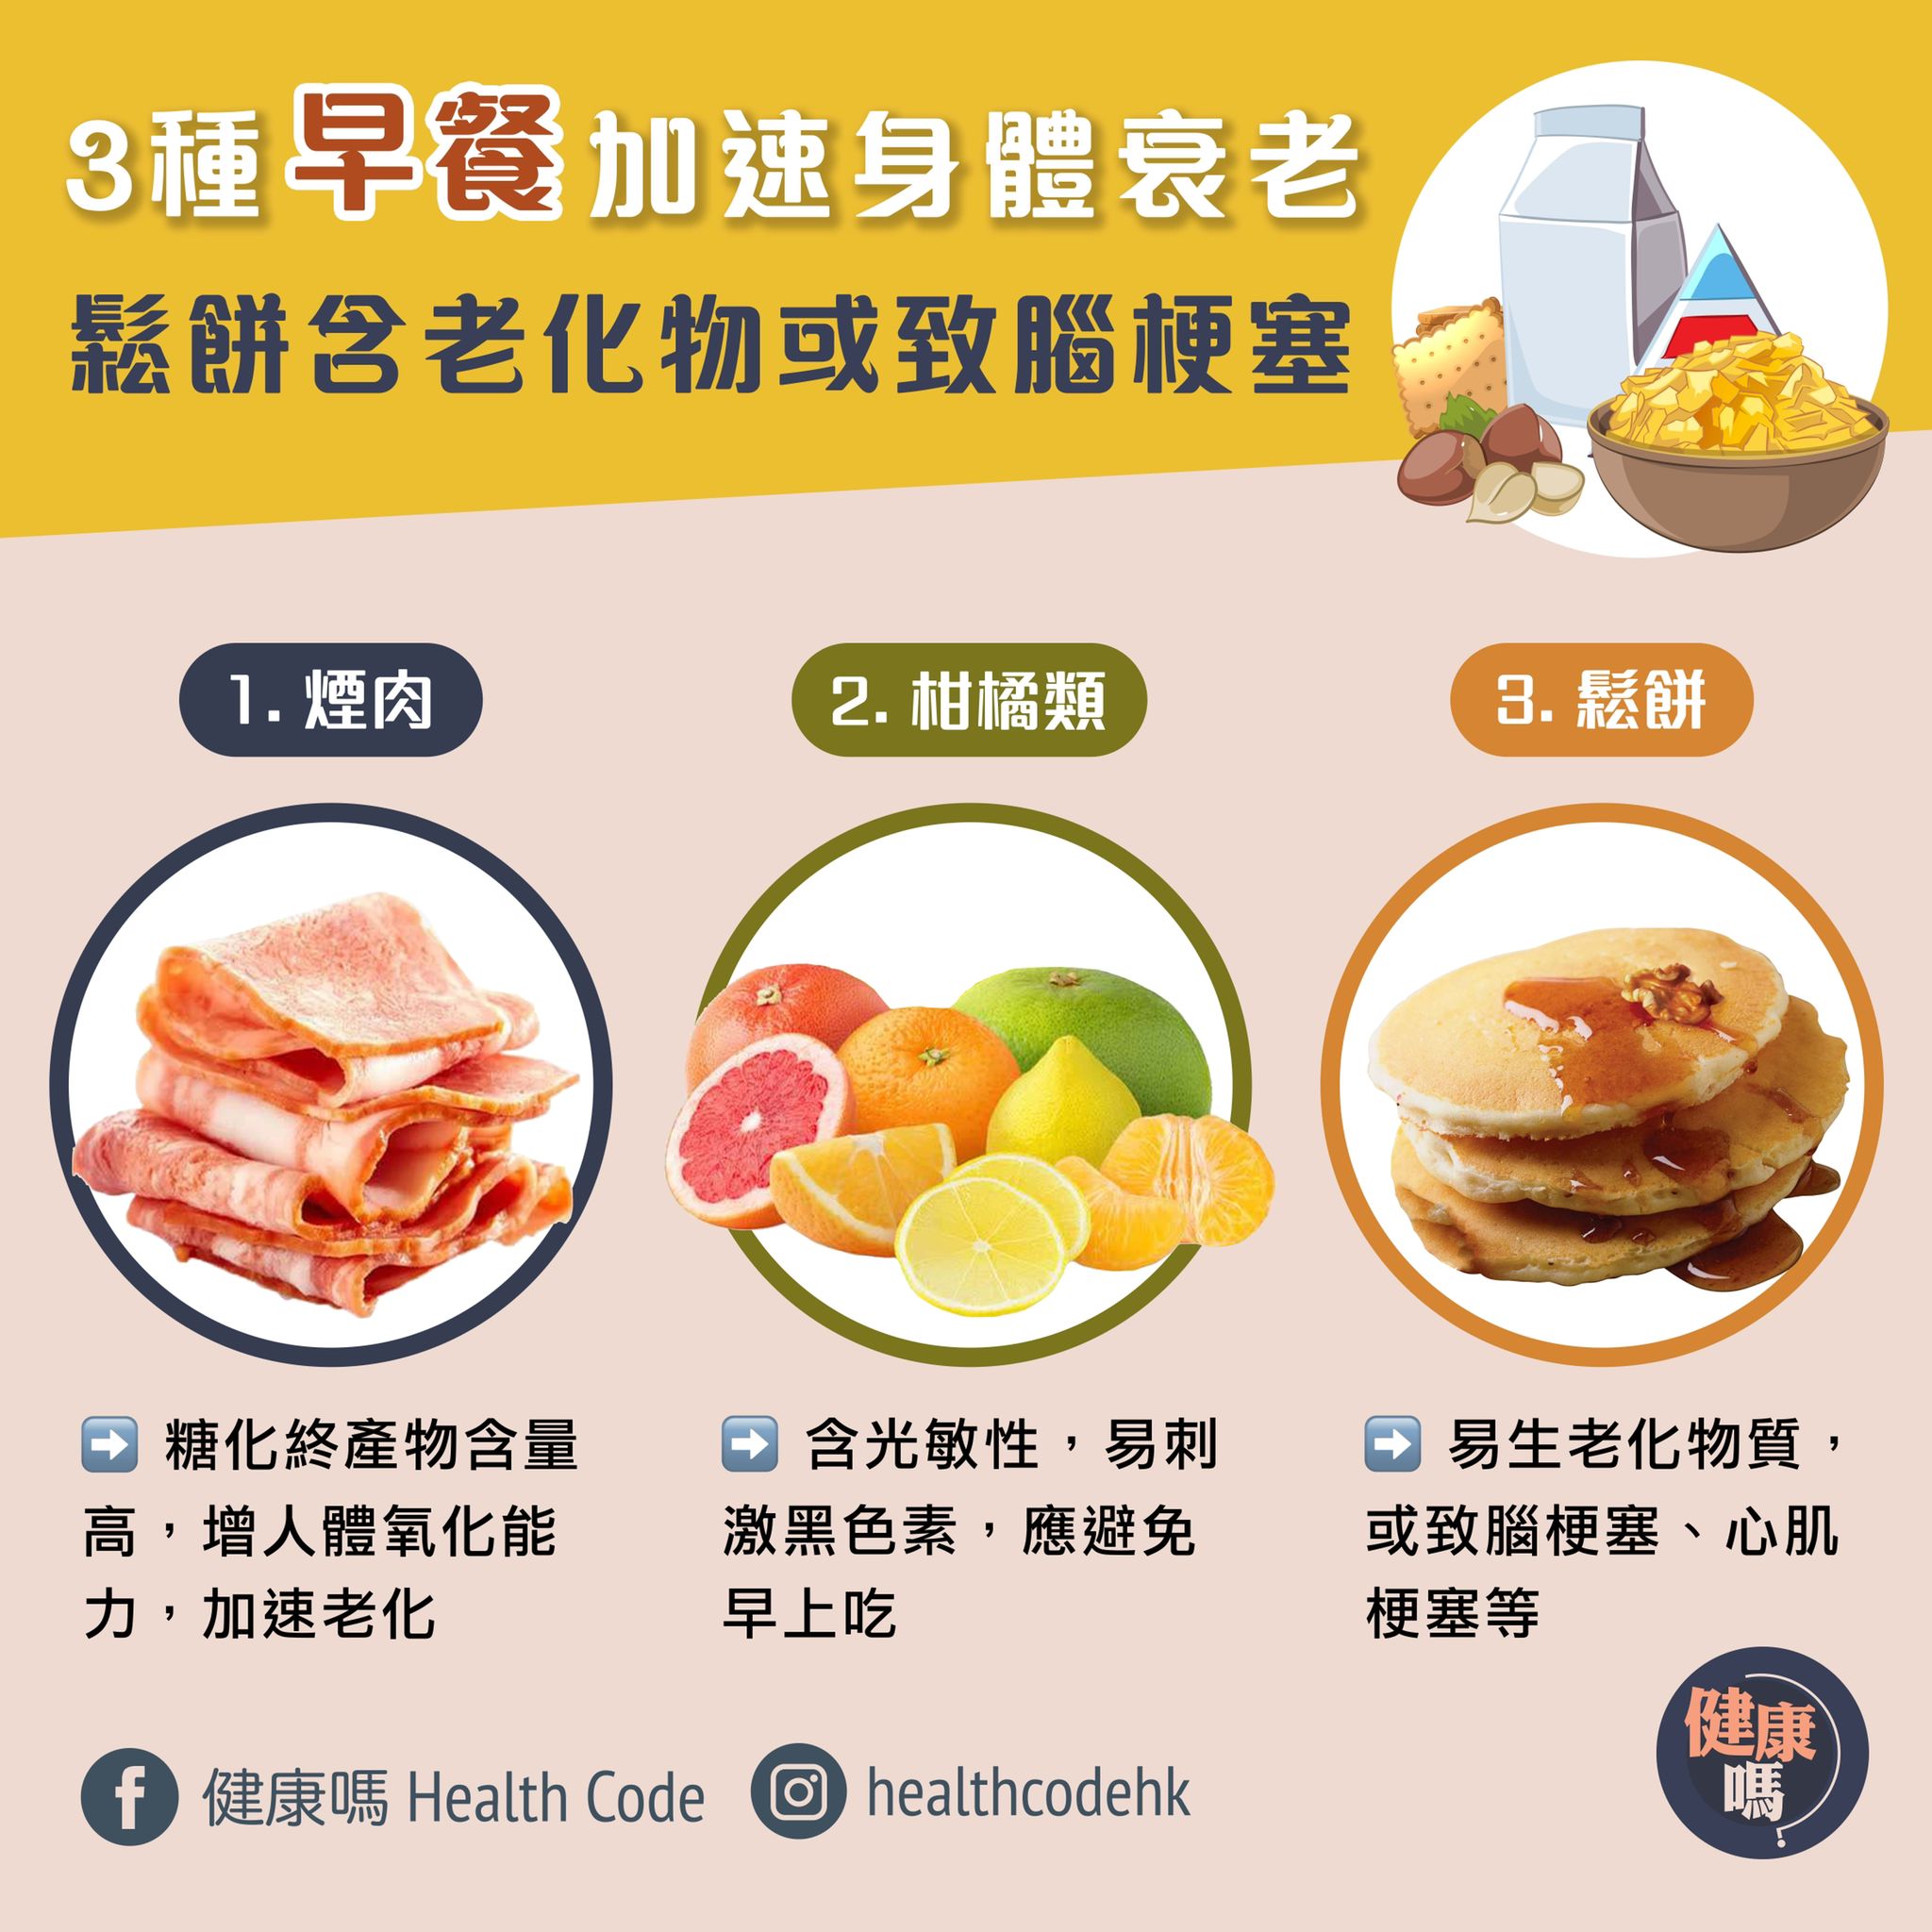 3種早餐加速身體衰老
鬆餅含老化物或致腦梗塞
1. 煙肉
2. 柑橘類
3. 鬆餅
➡️ 糖化終產物含量
高，增人體氧化能
力，加速老化
➡️ 含光敏性，易刺
激黑色素，應避免
早上吃
➡️ 易生老化物質，
或致腦梗塞、心肌
梗塞等
健康嗎 Health Code
healthcodehk
健康
嗎?